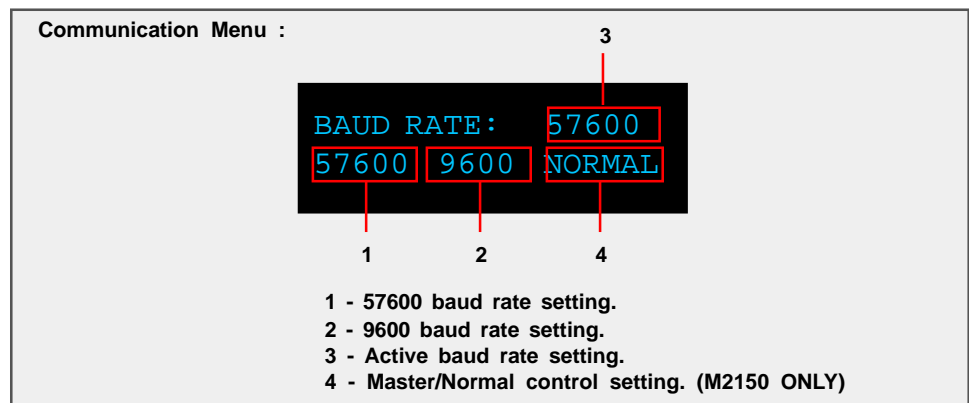 Communication Menu :
3
BAUD RATE: 57600
57600 9600 NORMAL
1 2 4
1 - 57600 baud rate setting.
2 - 9600 baud rate setting.
3 - Active baud rate setting.
4 - Master/Normal control setting. (M2150 ONLY)